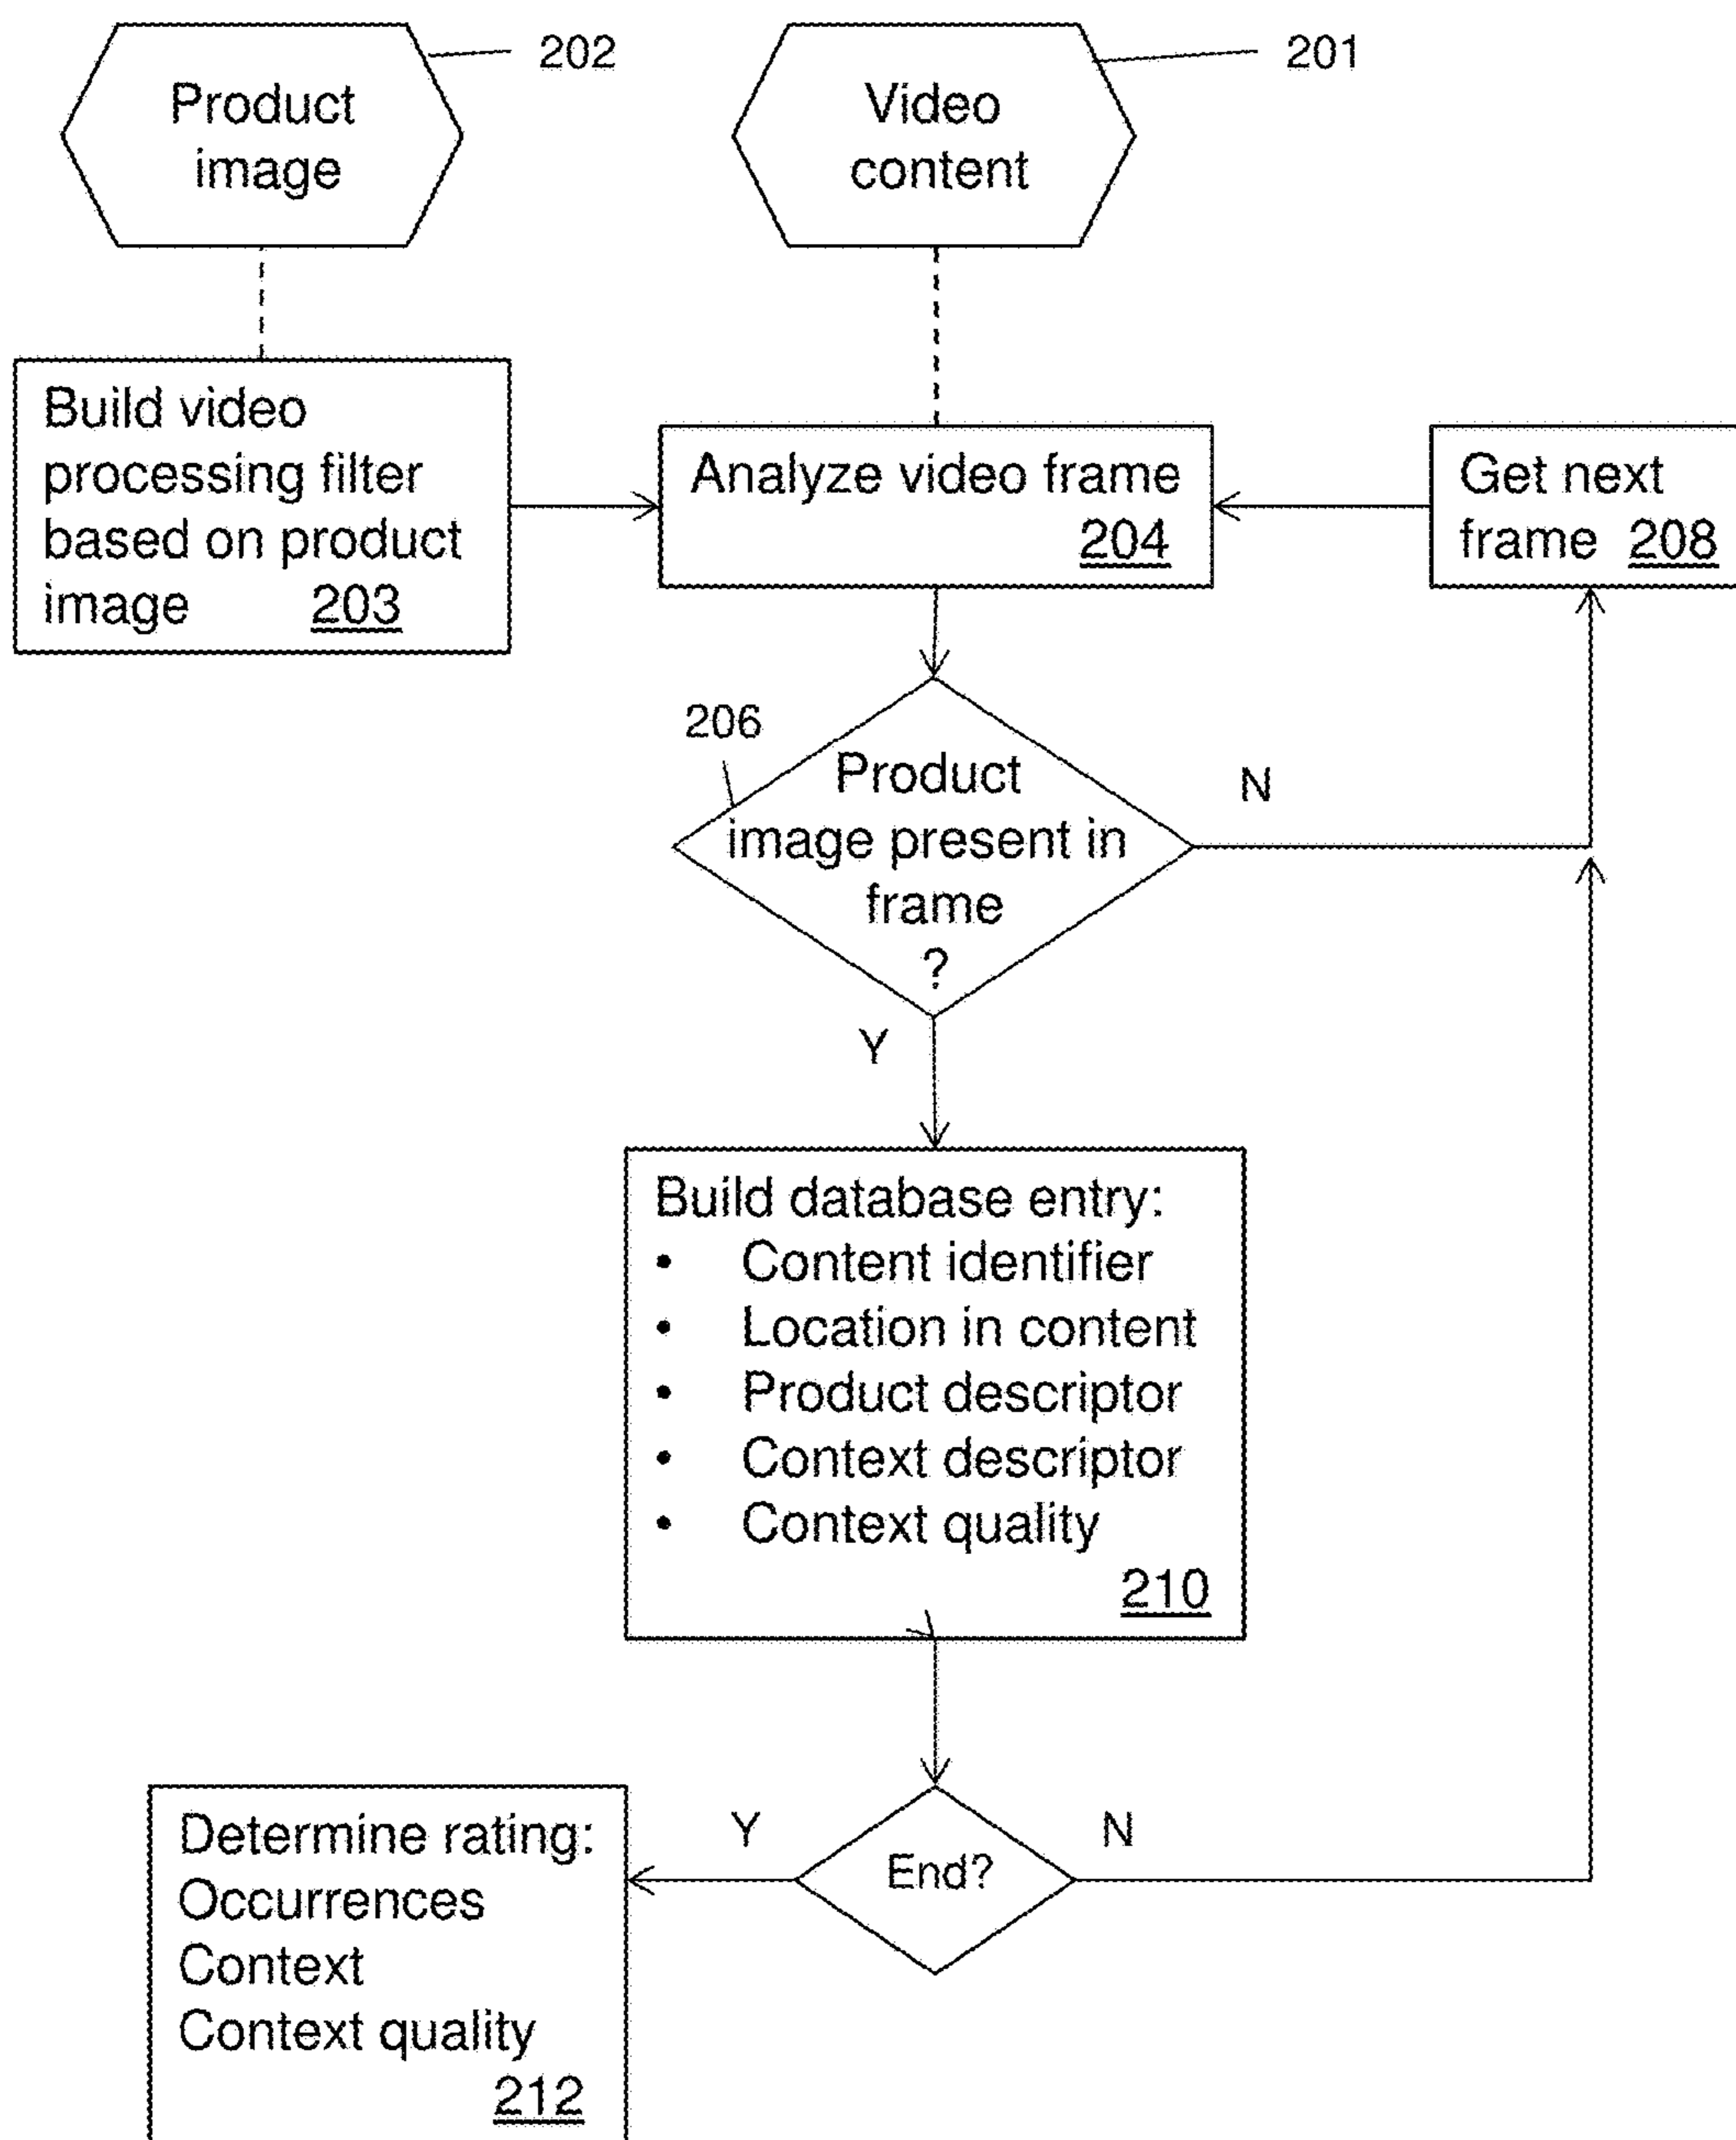 202
Product
image
201
Video
content
Build video
processing filter
based on product
image 203
Analyze video frame
204
Get next
frame 208
206
Product
image present in
frame
?
N
Y
Build database entry:
• Content identifier
• Location in content
• Product descriptor
• Context descriptor
• Context quality
210
End?
Y
N
Determine rating:
Occurrences
Context
Context quality
212